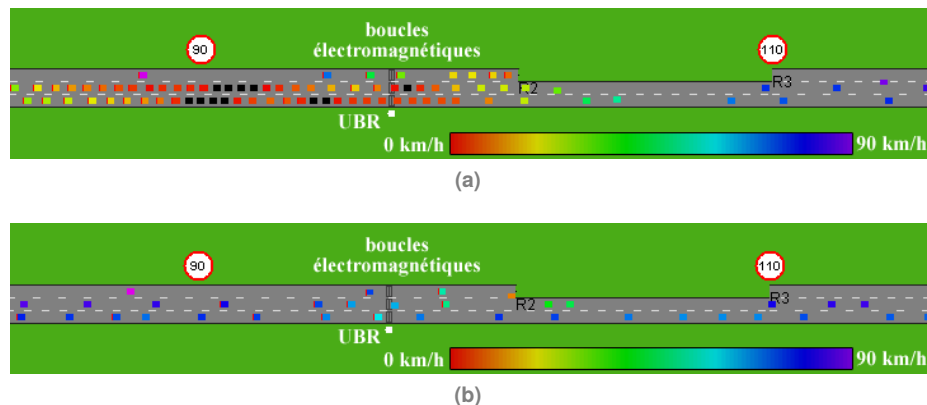 boucles
électromagnétiques
90
110
R2
R3
UBR
0 km/h
90 km/h
(a)
boucles
électromagnétiques
90
110
R2
R3
UBR
0 km/h
90 km/h
(b)